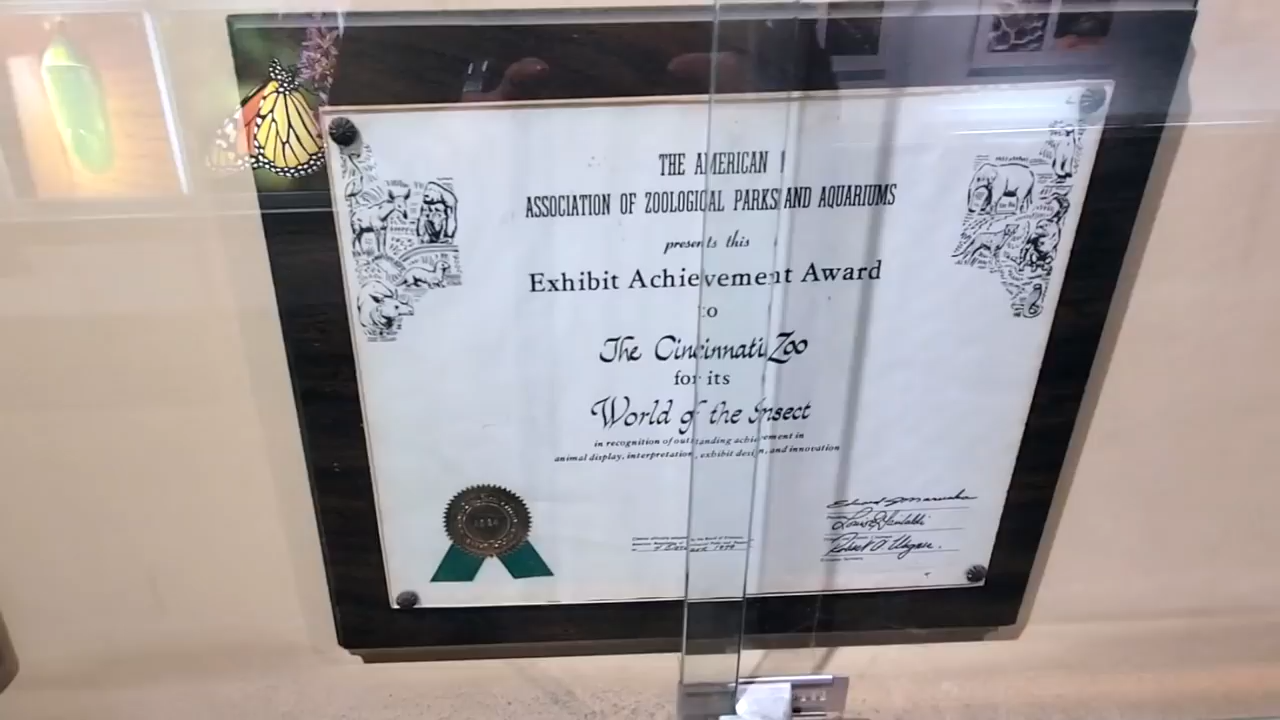 THE AMERICAN
ASSOCIATION OF ZOOLOGICAL PARKS AND AQUARIUMS
presents this
Exhibit Achievement Award
to
The Cincinnati Zoo
for its
World of the Insect
in recognition of outstanding achievement in
animal display, interpretation, exhibit design, and innovation